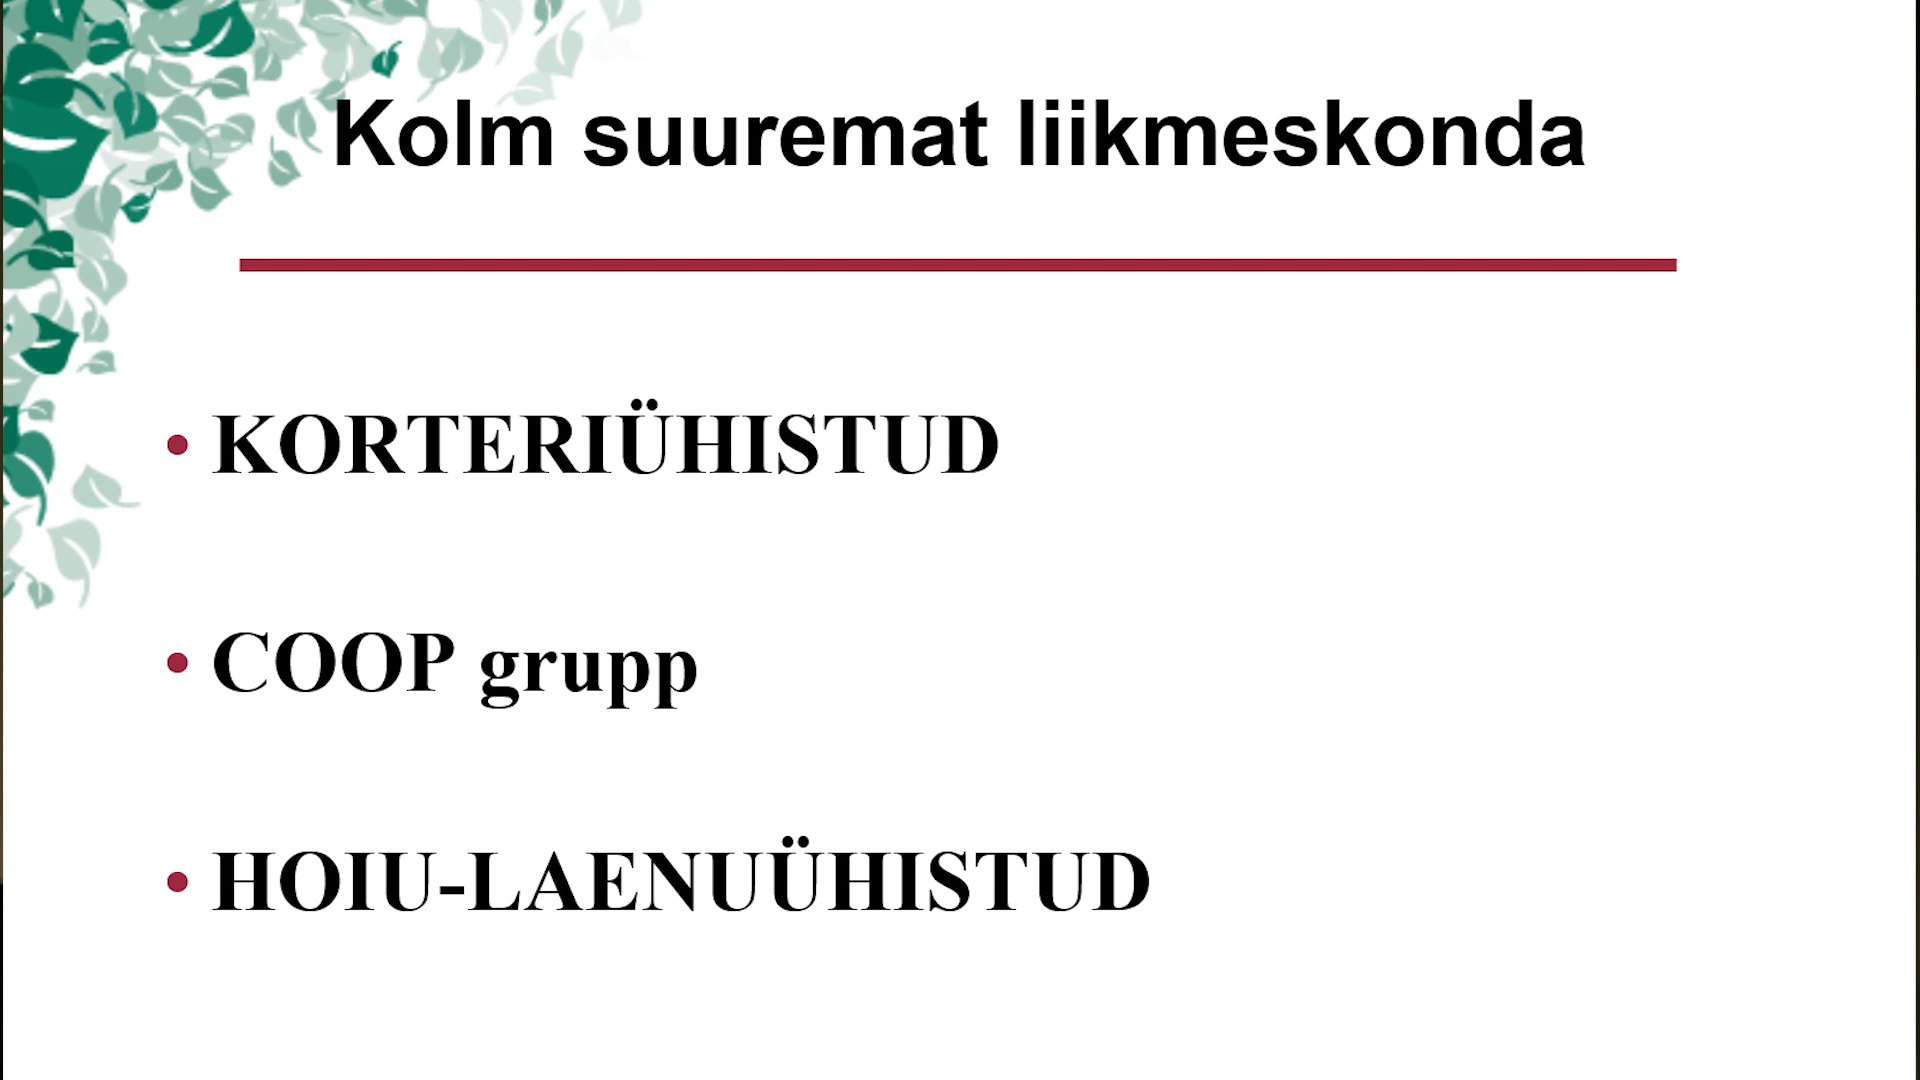 Kolm suuremat liikmeskonda
• KORTERIÜHISTUD
• COOP grupp
• HOIU-LAENUÜHISTUD